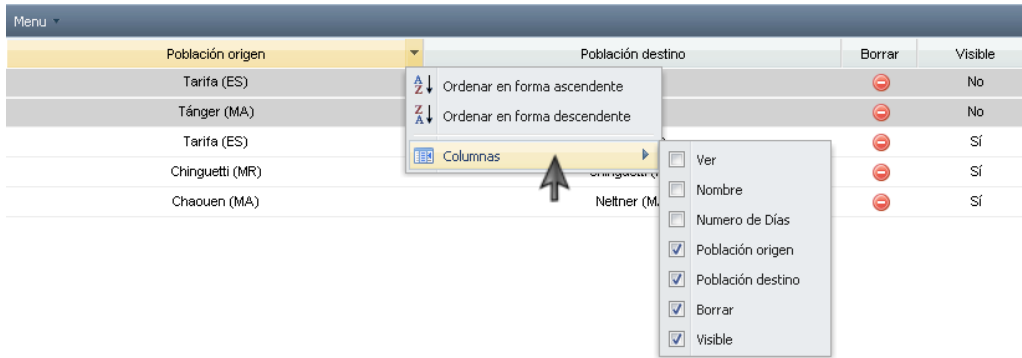 Menu
Población origen Población destino Borrar Visible
Tarifa (ES) No
Tánger (MA) No
Tarifa (ES) Sí
Chinguetti (MR) Sí
Chaouen (MA) Neltner (M Sí
Ordenar en forma ascendente
Ordenar en forma descendente
Columnas
Ver
Nombre
Numero de Días
Población origen
Población destino
Borrar
Visible